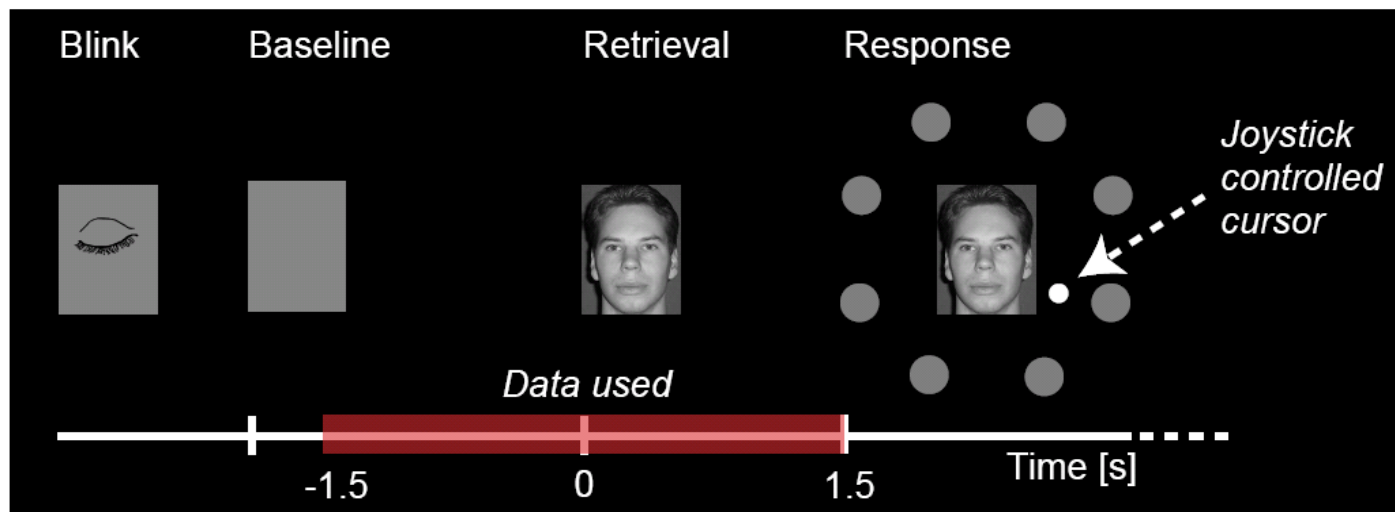 Blink Baseline Retrieval Response
Joystick
controlled
cursor
Data used
-1.5 0 1.5 Time [s]